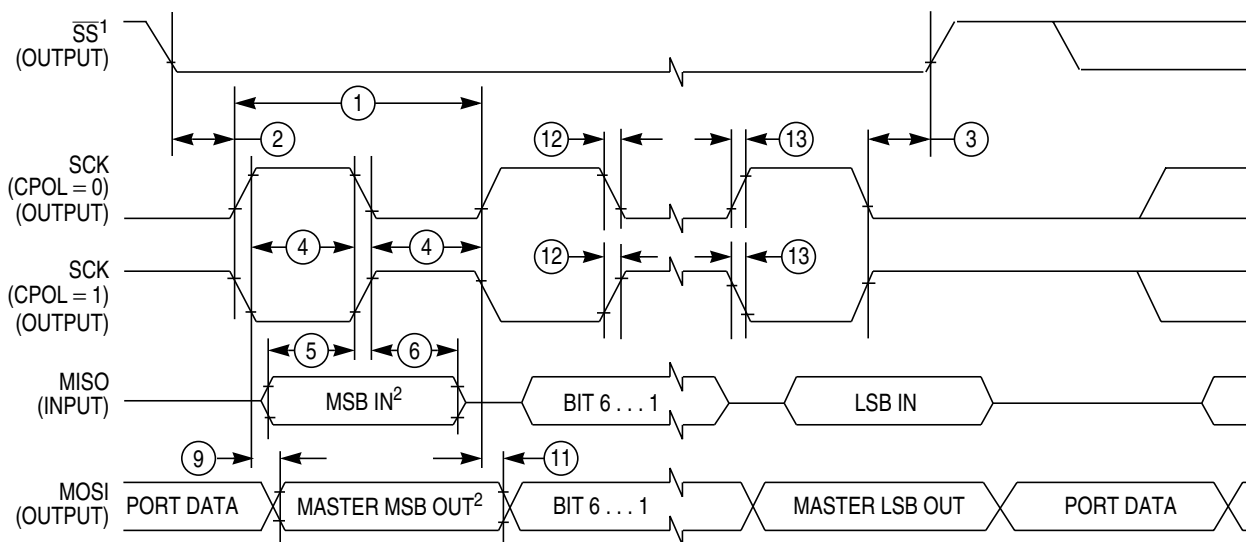 SS¹
(OUTPUT)
1
2
12
13
3
SCK
(CPOL = 0)
(OUTPUT)
4
4
12
13
SCK
(CPOL = 1)
(OUTPUT)
5
6
MISO
(INPUT)
MSB IN²
BIT 6 . . . 1
LSB IN
9
11
MOSI
(OUTPUT)
PORT DATA
MASTER MSB OUT²
BIT 6 . . . 1
MASTER LSB OUT
PORT DATA